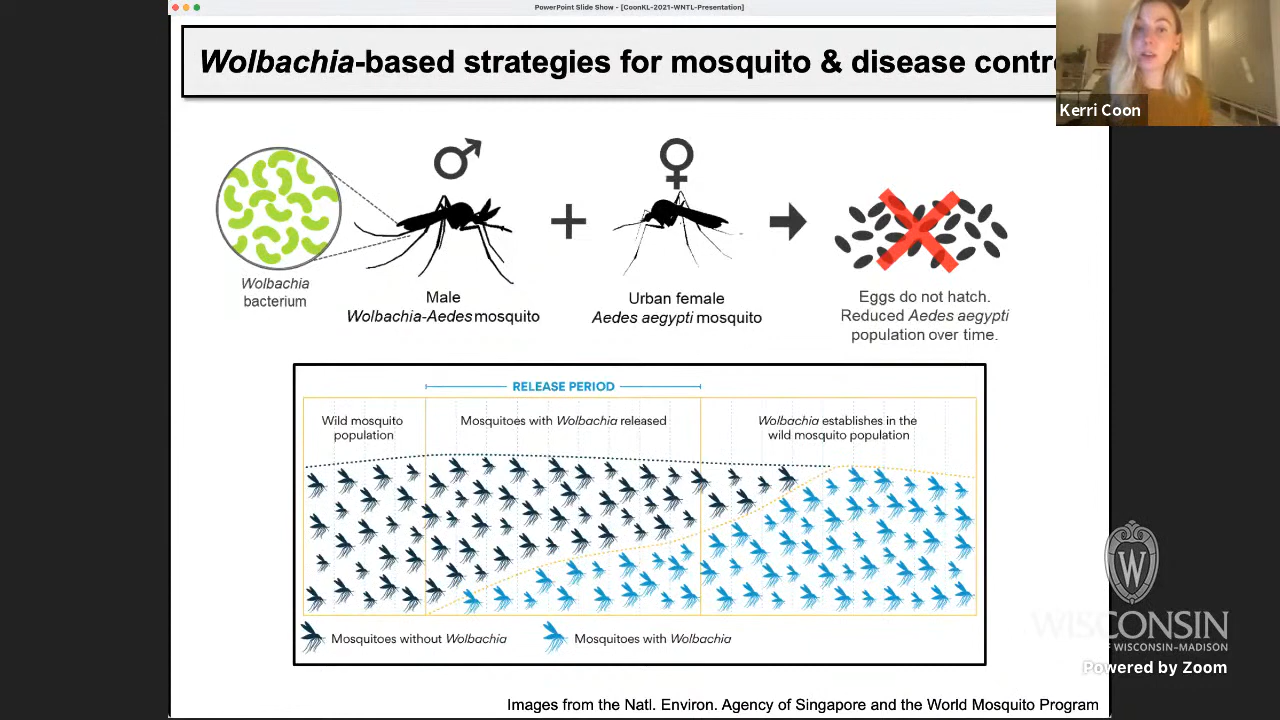 PowerPoint Slide Show - [CoonKL-2021-WNTL-Presentation]
Wolbachia-based strategies for mosquito & disease contr
Kerri Coon
Wolbachia
bacterium
Male
Wolbachia-Aedes mosquito
Urban female
Aedes aegypti mosquito
Eggs do not hatch.
Reduced Aedes aegypti
population over time.
RELEASE PERIOD
Wild mosquito
population
Mosquitoes with Wolbachia released
Wolbachia establishes in the
wild mosquito population
Mosquitoes without Wolbachia
Mosquitoes with Wolbachia
W
WISCONSIN
OF WISCONSIN-MADISON
Powered by Zoom
Images from the Natl. Environ. Agency of Singapore and the World Mosquito Program